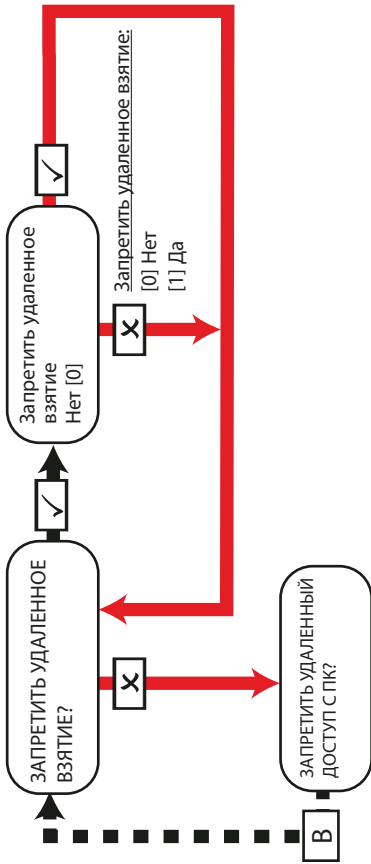 ЗАПРЕТИТЬ УДАЛЕННОЕ
ВЗЯТИЕ?
✓
Запретить удаленное
взятие
Нет [0]
✓
✗
Запретить удаленное взятие:
[0] Нет
[1] Да
✗
ЗАПРЕТИТЬ УДАЛЕННЫЙ
ДОСТУП С ПК?
B